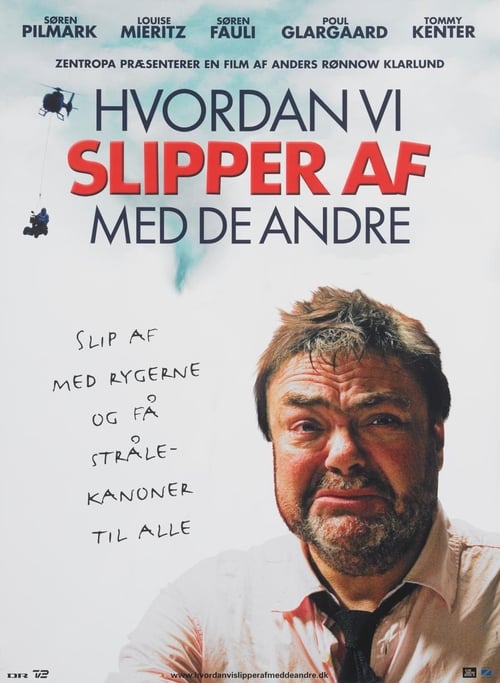 SØREN PILMARK
LOUISE MIERITZ
SØREN FAULI
POUL GLARGAARD
TOMMY KENTER
ZENTROPA PRÆSENTERER EN FILM AF ANDERS RØNNOW KLARLUND
HVORDAN VI
SLIPPER AF
MED DE ANDRE
SLIP AF
MED RYGERNE
OG FÅ
STRÅLE-
KANONER
TIL ALLE
DR TV2
www.hvordanvislipperafmeddeandre.dk